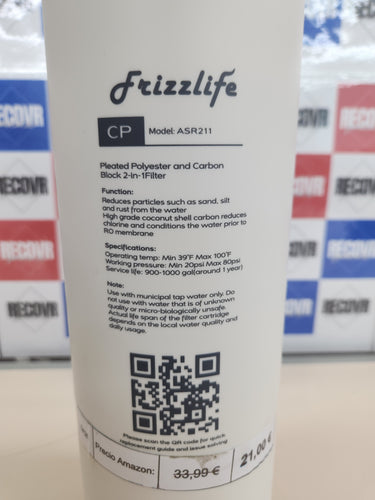 Frizzlife
CP Model: ASR211
Pleated Polyester and Carbon
Block 2-in-1Filter
Function:
Reduces particles such as sand, silt
and rust from the water
High grade coconut shell carbon reduces
chlorine and conditions the water prior to
RO membrane
Specifications:
Operating temp: Min 39°F Max 100°F
Working pressure: Min 20psi Max 80psi
Service life: 900-1000 gal(around 1 year)
Note:
Use with municipal tap water only. Do
not use with water that is of unknown
quality or micro-biologically unsafe.
Actual life span of the filter cartridge
depends on the local water quality and
daily usage.
Please scan the QR code for quick
replacement guide and issue solving
Precio Amazon: 33,99 € 21,00 €
RECOVR
RECOVR
RECOVR
RECOVR
RECOVR
RECOVR
RECOVR